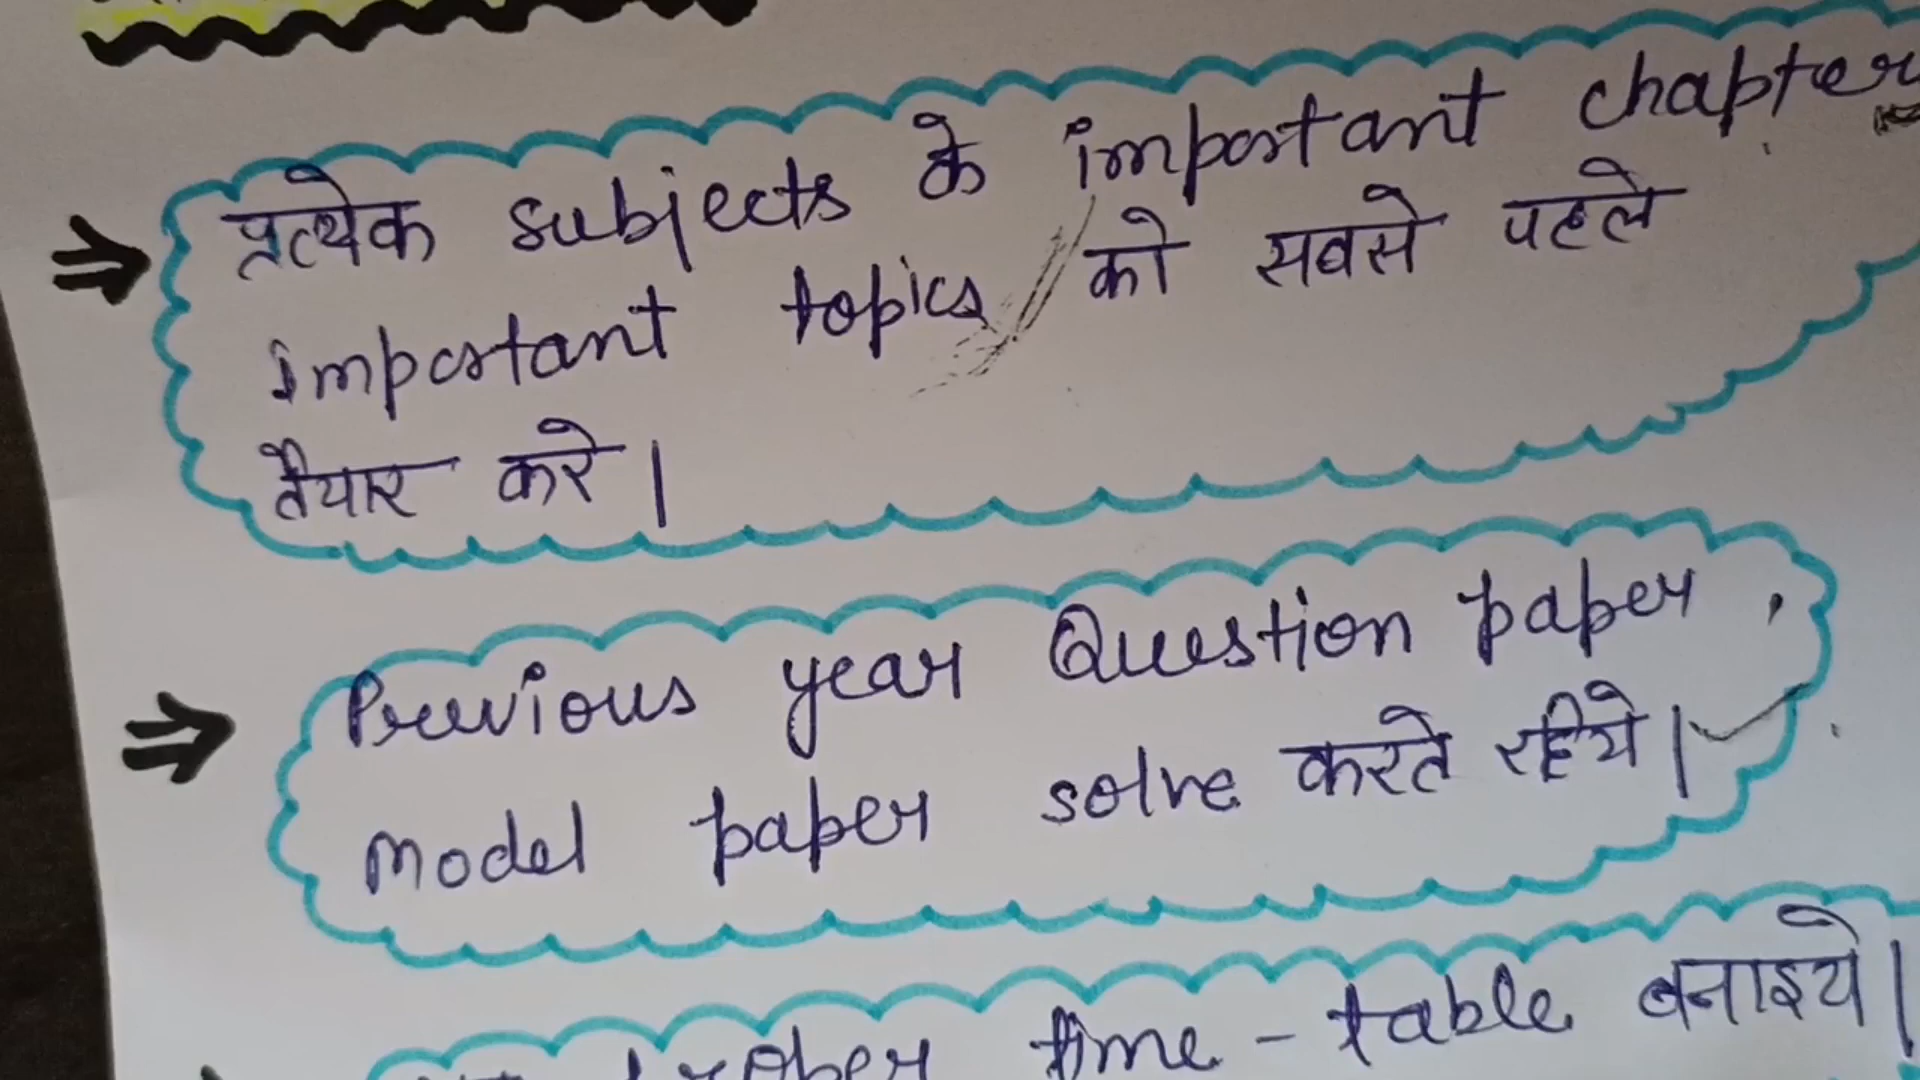 प्रत्येक subjects के important chapter
important topics को सबसे पहले
तैयार करे।
Previous year Question paper,
Model paper solve करते रहिये।
time - table बनाइये।